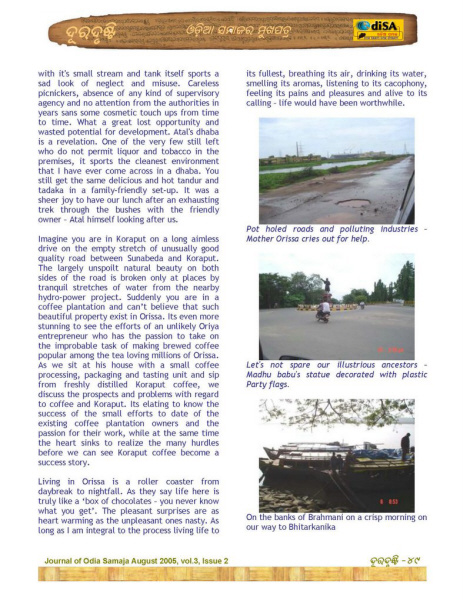 ଦୂରଦୃଷ୍ଟି
ଓଡ଼ିଆ ସମାଜର ମୁଖପତ୍ର
diSA
with it's small stream and tank itself sports a
sad look of neglect and misuse. Careless
picnickers, absence of any kind of supervisory
agency and no attention from the authorities in
years sans some cosmetic touch ups from time
to time. What a great lost opportunity and
wasted potential for development. Atal's dhaba
is a revelation. One of the very few still left
who do not permit liquor and tobacco in the
premises, it sports the cleanest environment
that I have ever come across in a dhaba. You
still get the same delicious and hot tandur and
tadaka in a family-friendly set-up. It was a
sheer joy to have our lunch after an exhausting
trek through the bushes with the friendly
owner – Atal himself looking after us.
Imagine you are in Koraput on a long aimless
drive on the empty stretch of unusually good
quality road between Sunabeda and Koraput.
The largely unspoilt natural beauty on both
sides of the road is broken only at places by
tranquil stretches of water from the nearby
hydro-power project. Suddenly you are in a
coffee plantation and can't believe that such
beautiful property exist in Orissa. Its even more
stunning to see the efforts of an unlikely Oriya
entrepreneur who has the passion to take on
the improbable task of making brewed coffee
popular among the tea loving millions of Orissa.
As we sit at his house with a small coffee
processing, packaging and tasting unit and sip
from freshly distilled Koraput coffee, we
discuss the prospects and problems with regard
to coffee and Koraput. Its elating to know the
success of the small efforts to date of the
existing coffee plantation owners and the
passion for their work, while at the same time
the heart sinks to realize the many hurdles
before we can see Koraput coffee become a
success story.
Living in Orissa is a roller coaster from
daybreak to nightfall. As they say life here is
truly like a 'box of chocolates – you never know
what you get'. The pleasant surprises are as
heart warming as the unpleasant ones nasty. As
long as I am integral to the process living life to
its fullest, breathing its air, drinking its water,
smelling its aromas, listening to its cacophony,
feeling its pains and pleasures and alive to its
calling – life would have been worthwhile.
Pot holed roads and polluting Industries –
Mother Orissa cries out for help.
Let's not spare our illustrious ancestors –
Madhu babu's statue decorated with plastic
Party flags.
On the banks of Brahmani on a crisp morning on
our way to Bhitarkanika
Journal of Odia Samaja August 2005, vol.3, Issue 2
ଦୂରଦୃଷ୍ଟି - ୪୯